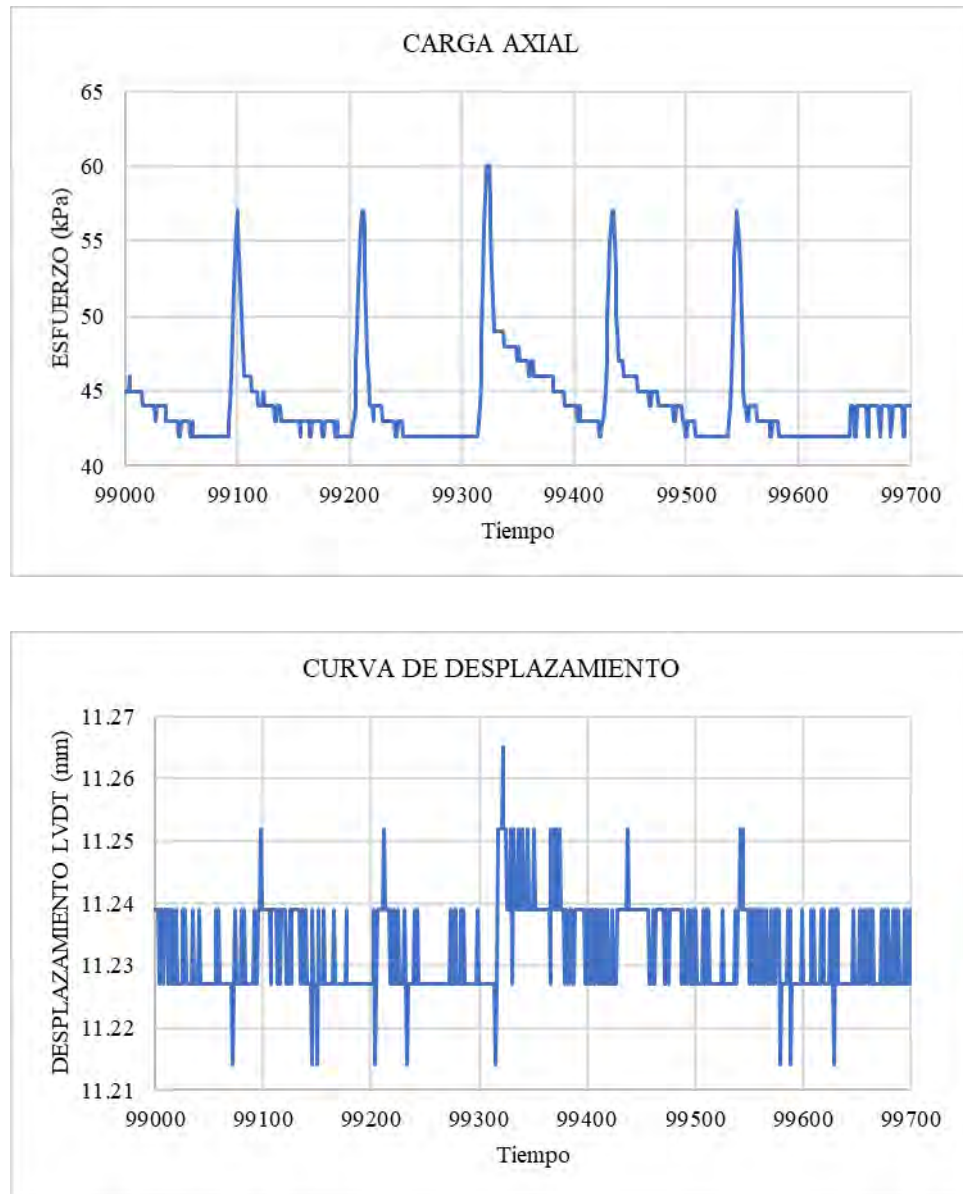 CARGA AXIAL
65
60
55
50
45
40
ESFUERZO (kPa)
99000 99100 99200 99300 99400 99500 99600 99700
Tiempo
CURVA DE DESPLAZAMIENTO
11.27
11.26
11.25
11.24
11.23
11.22
11.21
DESPLAZAMIENTO LVDT (mm)
99000 99100 99200 99300 99400 99500 99600 99700
Tiempo